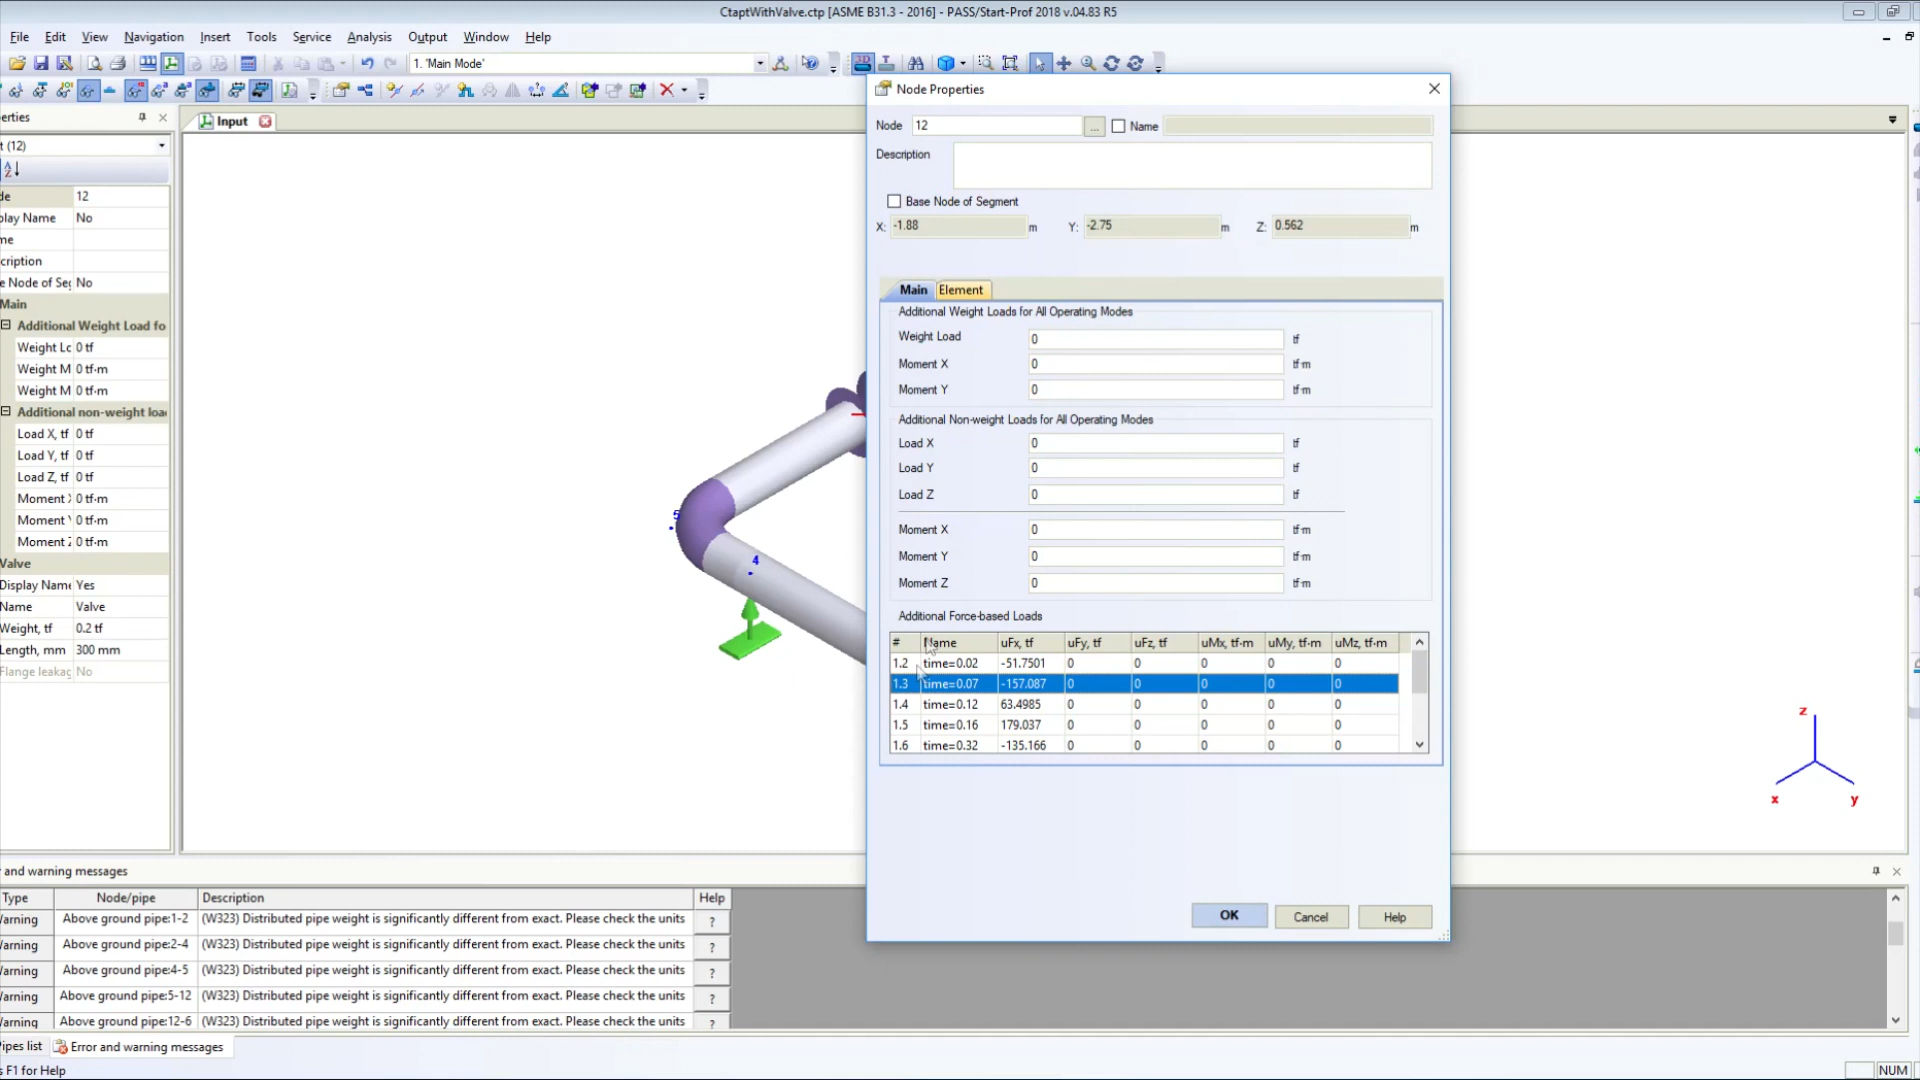 CtaptWithValve.ctp [ASME B31.3 - 2016] - PASS/Start-Prof 2018 v.04.83 R5
File Edit View Navigation Insert Tools Service Analysis Output Window Help
1. 'Main Mode'
erties
Input
t (12)
de 12
play Name No
me
cription
e Node of Seg No
Main
Additional Weight Load fo
Weight Lc 0 tf
Weight M 0 tf·m
Weight M 0 tf·m
Additional non-weight loa
Load X, tf 0 tf
Load Y, tf 0 tf
Load Z, tf 0 tf
Moment 0 tf·m
Moment 0 tf·m
Moment 0 tf·m
Valve
Display Name Yes
Name Valve
Weight, tf 0.2 tf
Length, mm 300 mm
Flange leakag No
5
4
z
x y
Node Properties
Node 12 ... Name
Description
Base Node of Segment
X: -1.88 m Y: -2.75 m Z: 0.562 m
Main Element
Additional Weight Loads for All Operating Modes
Weight Load 0 tf
Moment X 0 tf·m
Moment Y 0 tf·m
Additional Non-weight Loads for All Operating Modes
Load X 0 tf
Load Y 0 tf
Load Z 0 tf
Moment X 0 tf·m
Moment Y 0 tf·m
Moment Z 0 tf·m
Additional Force-based Loads
# Name uFx, tf uFy, tf uFz, tf uMx, tf·m uMy, tf·m uMz, tf·m
1.2 time=0.02 -51.7501 0 0 0 0 0
1.3 time=0.07 -157.087 0 0 0 0 0
1.4 time=0.12 63.4985 0 0 0 0 0
1.5 time=0.16 179.037 0 0 0 0 0
1.6 time=0.32 -135.166 0 0 0 0 0
OK Cancel Help
r and warning messages
Type Node/pipe Description Help
arning Above ground pipe:1-2 (W323) Distributed pipe weight is significantly different from exact. Please check the units ?
arning Above ground pipe:2-4 (W323) Distributed pipe weight is significantly different from exact. Please check the units ?
arning Above ground pipe:4-5 (W323) Distributed pipe weight is significantly different from exact. Please check the units ?
arning Above ground pipe:5-12 (W323) Distributed pipe weight is significantly different from exact. Please check the units ?
arning Above ground pipe:12-6 (W323) Distributed pipe weight is significantly different from exact. Please check the units ?
Pipes list Error and warning messages
s F1 for Help NUM